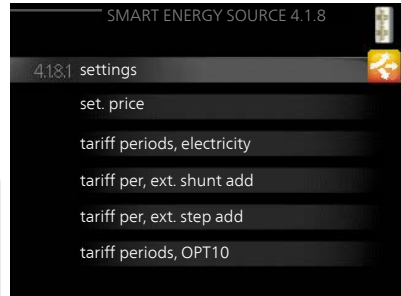 SMART ENERGY SOURCE 4.1.8
4.1.8.1 settings
set. price
tariff periods, electricity
tariff per, ext. shunt add
tariff per, ext. step add
tariff periods, OPT10